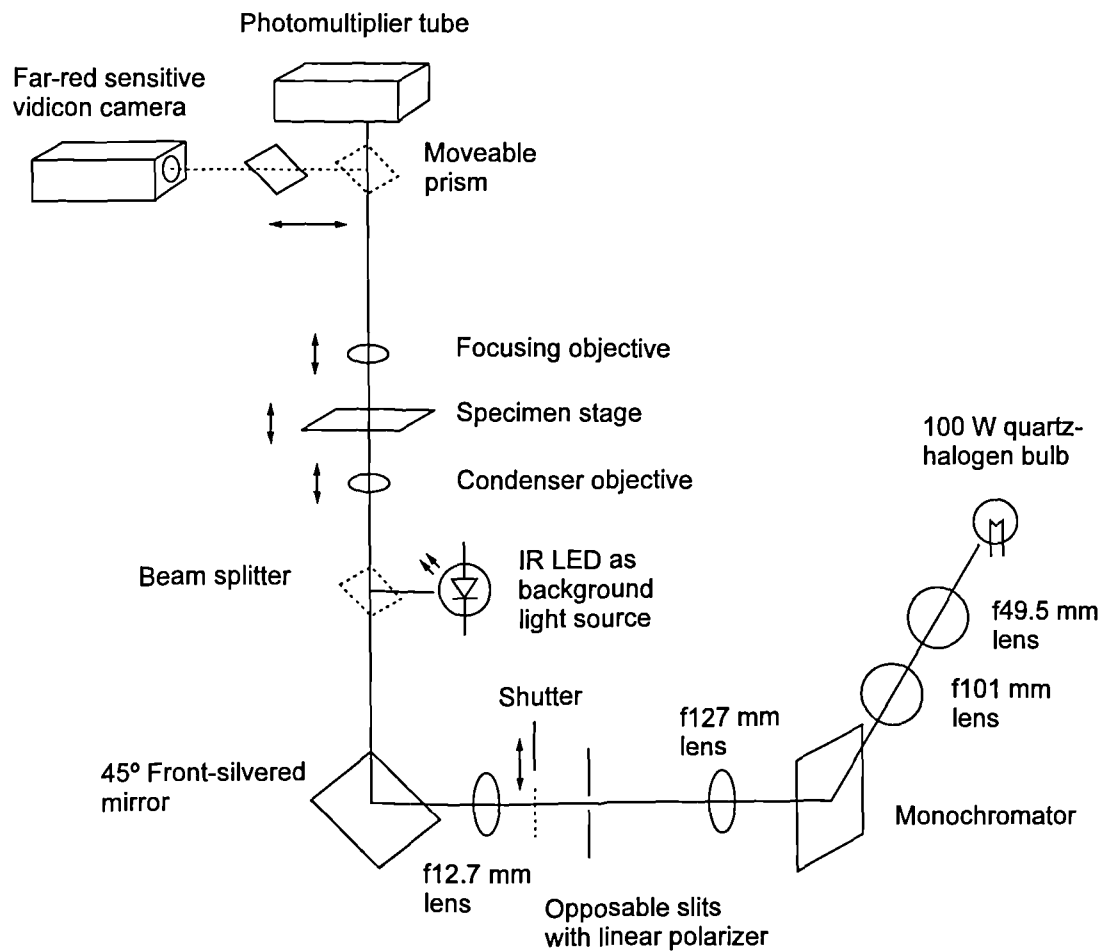 Photomultiplier tube
Far-red sensitive
vidicon camera
Moveable
prism
Focusing objective
Specimen stage
100 W quartz-
halogen bulb
Condenser objective
Beam splitter
IR LED as
background
light source
f49.5 mm
lens
f101 mm
lens
Shutter
f127 mm
lens
45º Front-silvered
mirror
Monochromator
f12.7 mm
lens
Opposable slits
with linear polarizer